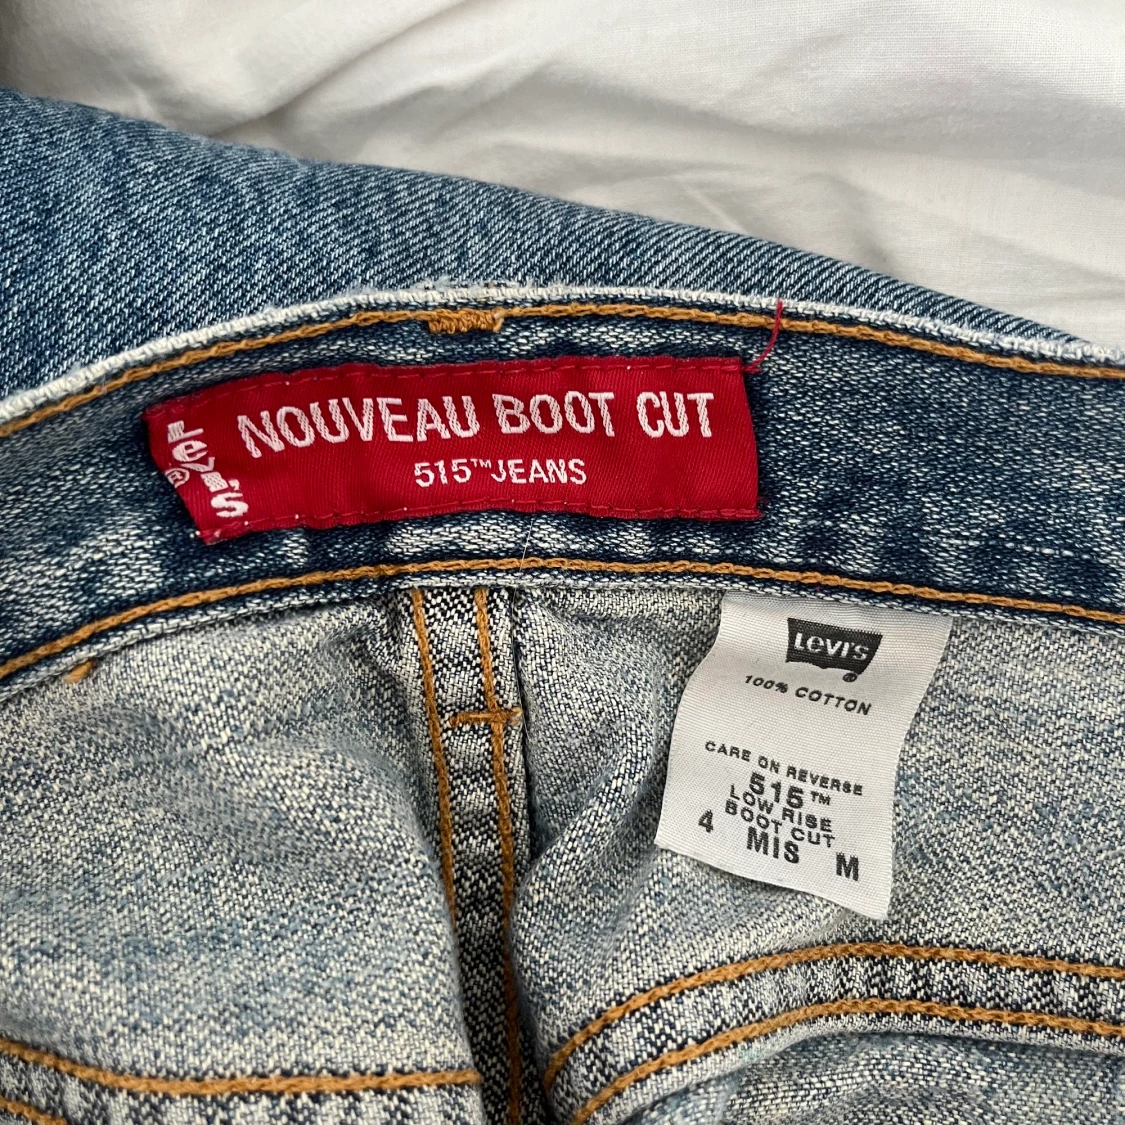 LEVI'S®
NOUVEAU BOOT CUT
515™ JEANS
LEVI'S®
100% COTTON
CARE ON REVERSE
515™
LOW RISE
BOOT CUT
4 MIS M